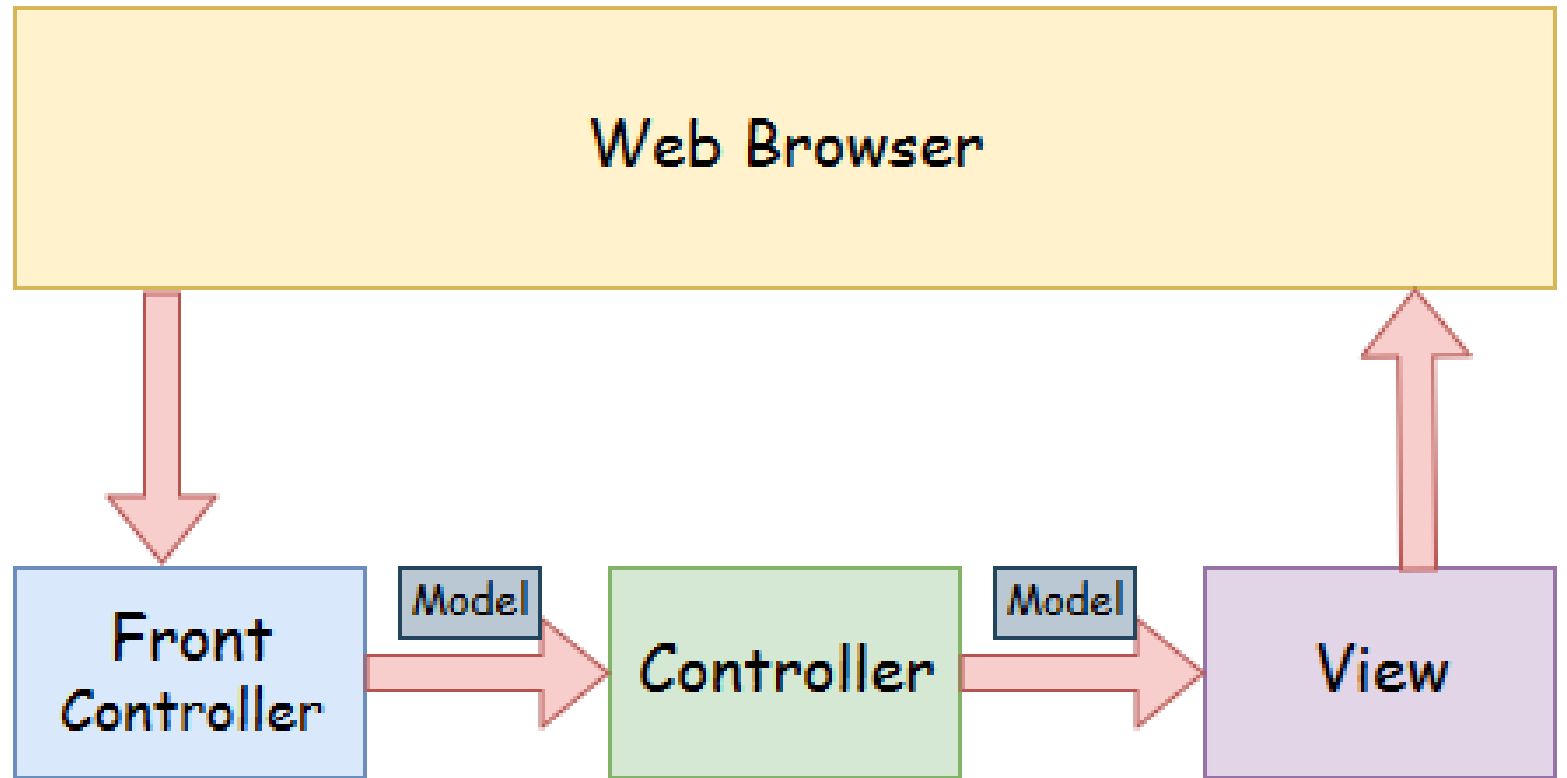 Web Browser
Front
Controller
Model
Controller
Model
View